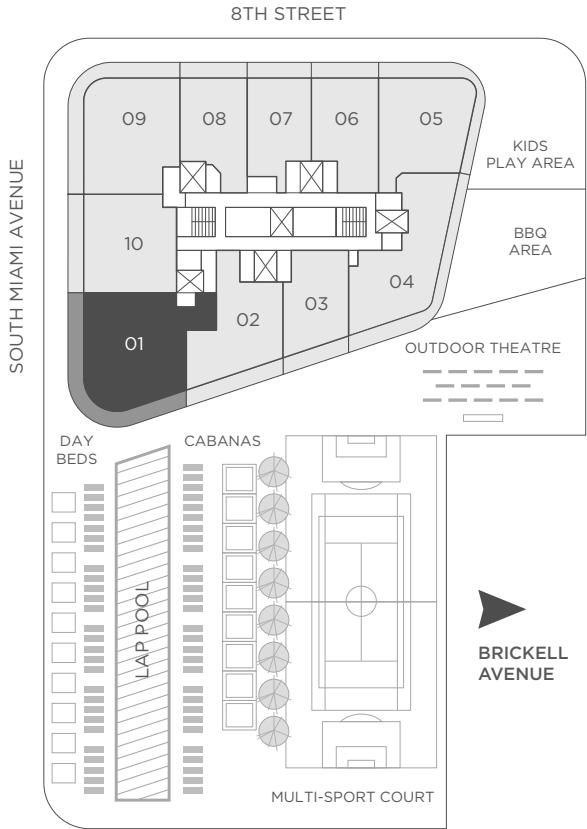 8TH STREET
SOUTH MIAMI AVENUE
09
08
07
06
05
KIDS
PLAY AREA
BBQ
AREA
10
04
03
02
01
OUTDOOR THEATRE
DAY
BEDS
CABANAS
LAP POOL
BRICKELL
AVENUE
MULTI-SPORT COURT